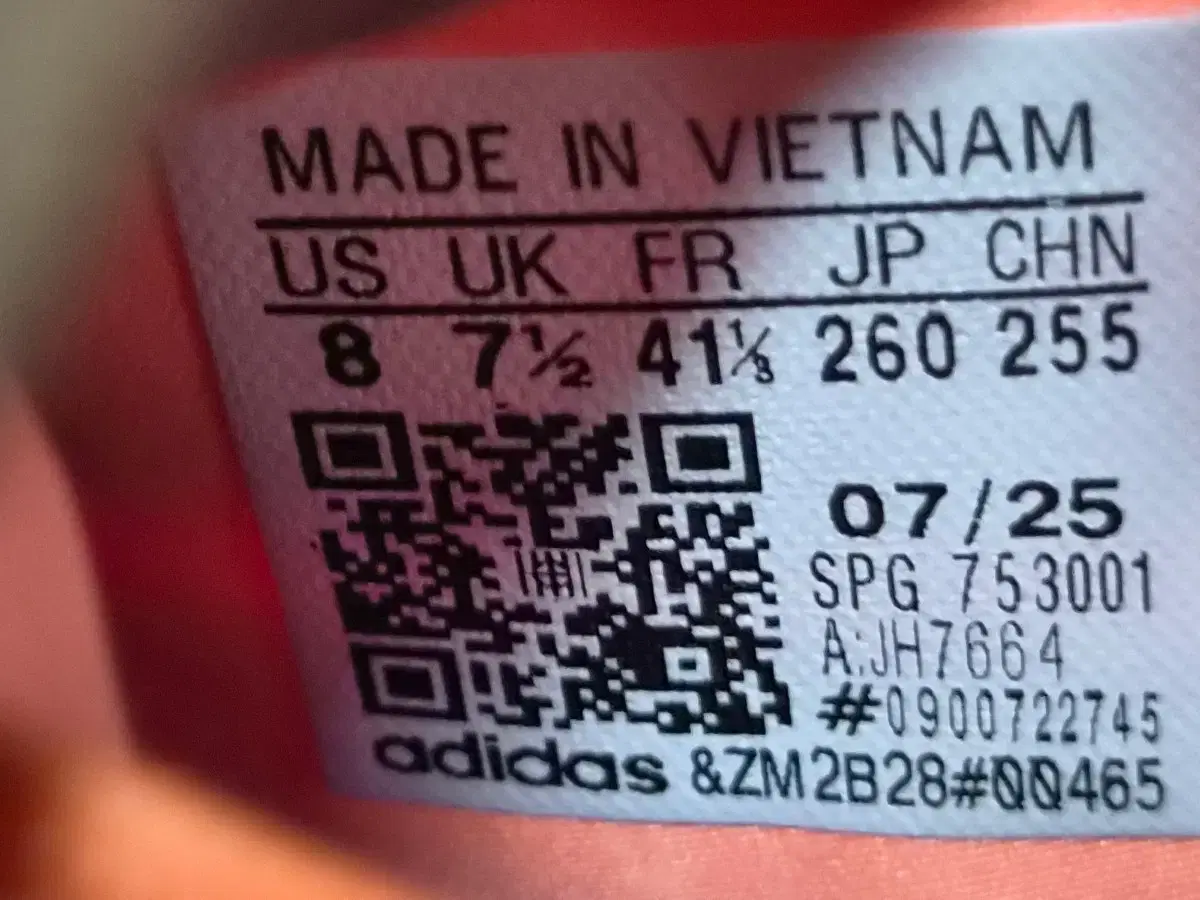 MADE IN VIETNAM
US UK FR JP CHN
8 7½ 41⅓ 260 255
07/25
SPG 753001
A:JH7664
#0900722745
adidas &ZM2B28#00465